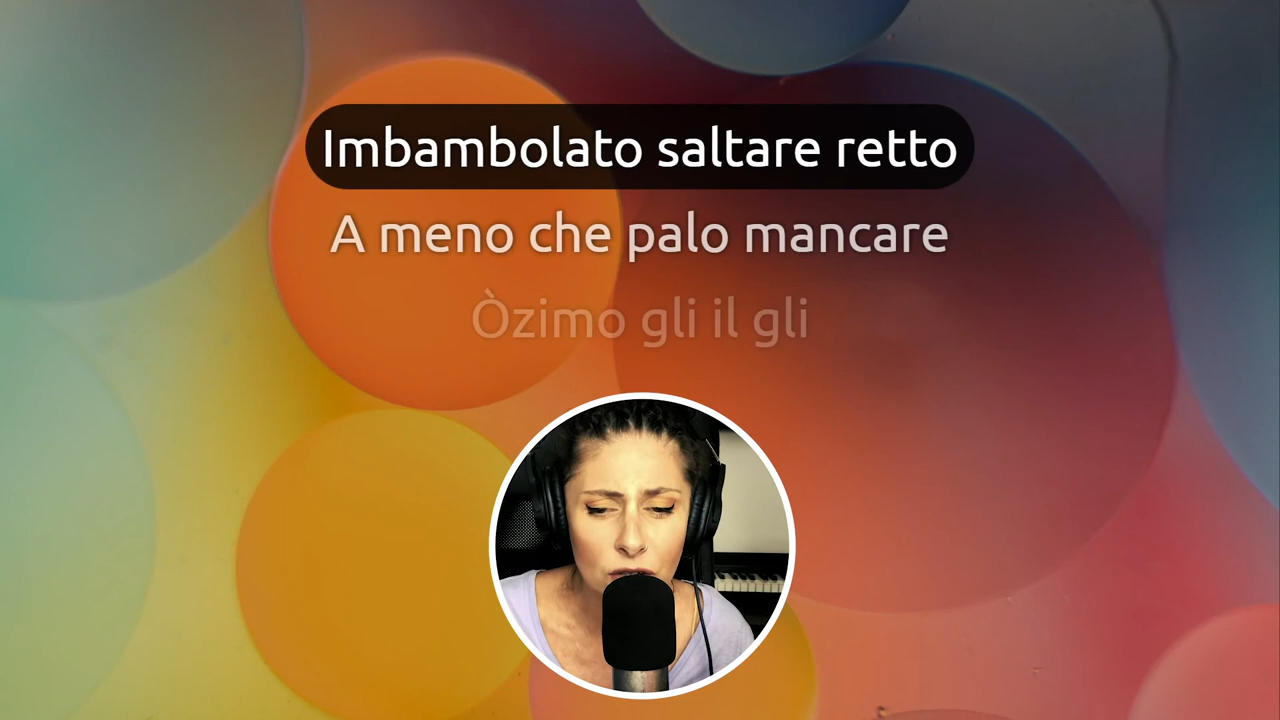 Imbambolato saltare retto
A meno che palo mancare
Òzimo gli il gli